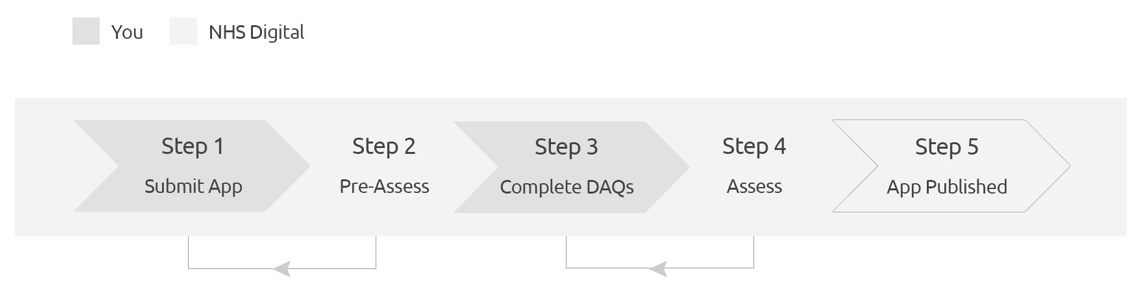 You
NHS Digital
Step 1
Submit App
Step 2
Pre-Assess
Step 3
Complete DAQs
Step 4
Assess
Step 5
App Published